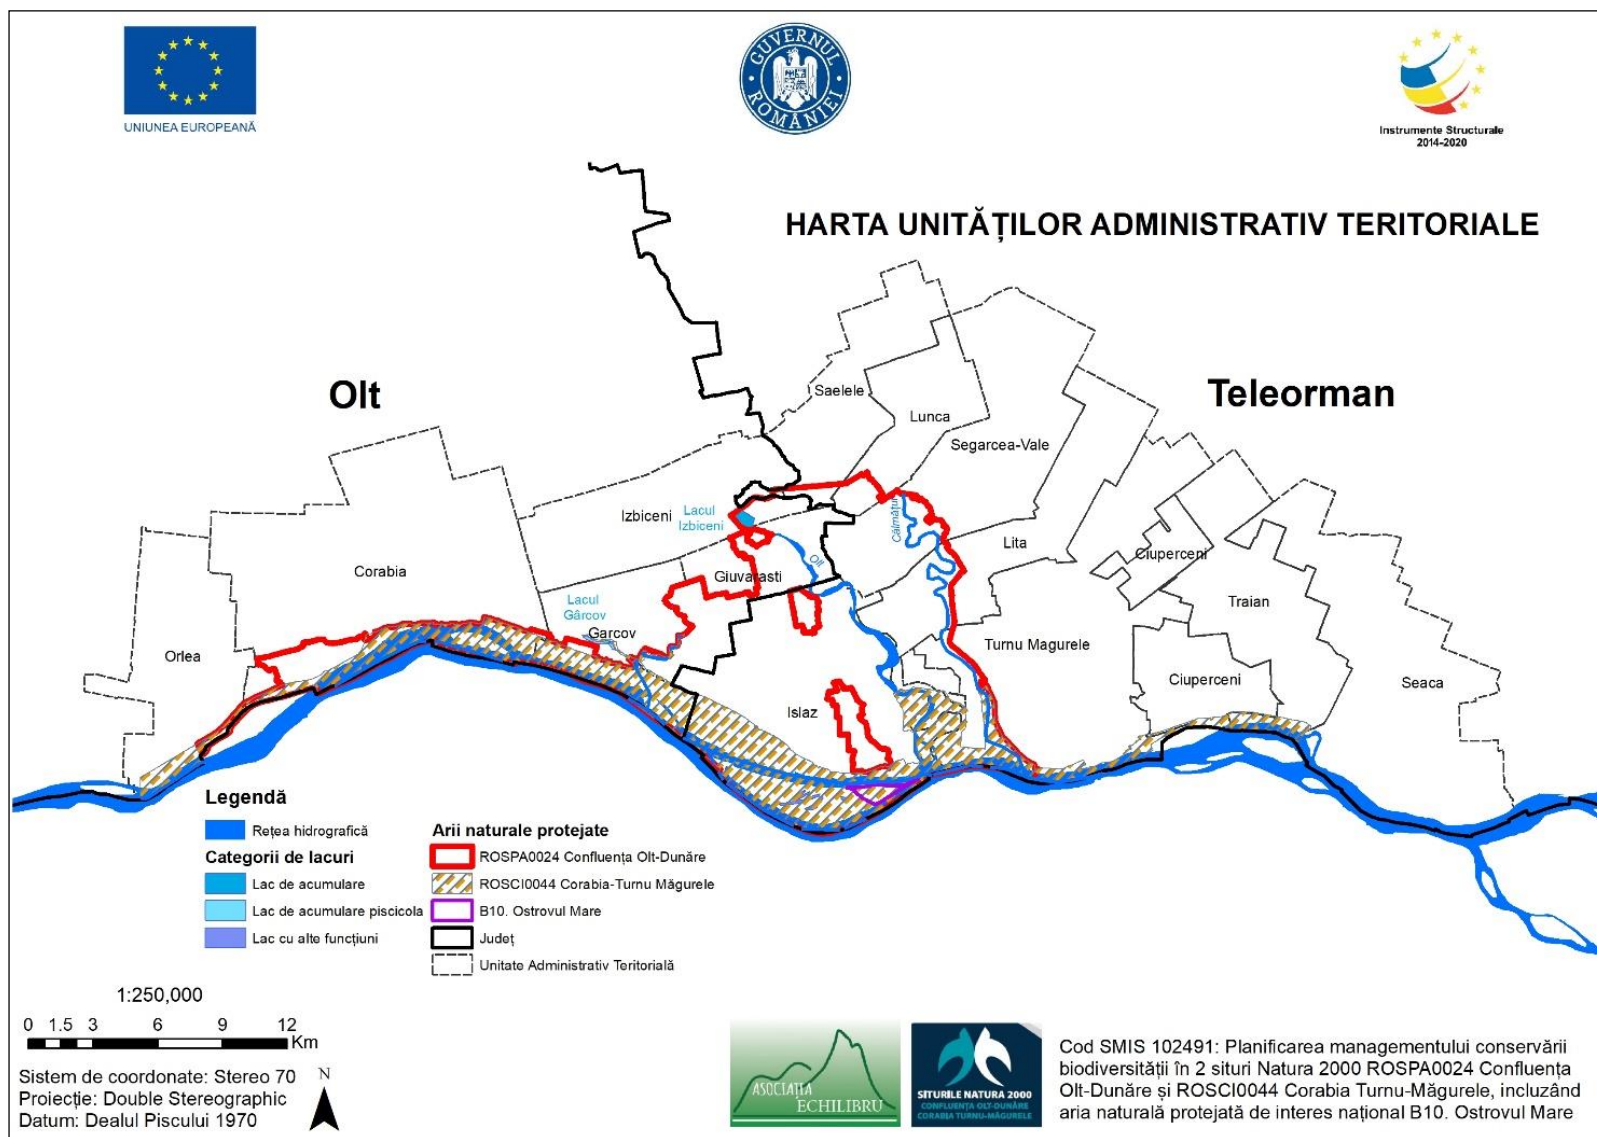 UNIUNEA EUROPEANĂ
GUVERNUL ROMÂNIEI
Instrumente Structurale
2014-2020
HARTA UNITĂȚILOR ADMINISTRATIV TERITORIALE
Olt
Teleorman
Saelele
Lunca
Segarcea-Vale
Izbiceni
Lacul
Izbiceni
Călmățui
Lita
Ciuperceni
Corabia
Olt
Giuvarasti
Lacul
Gârcov
Garcov
Traian
Orlea
Turnu Magurele
Ciuperceni
Seaca
Islaz
Legendă
Rețea hidrografică
Categorii de lacuri
Lac de acumulare
Lac de acumulare piscicola
Lac cu alte funcțiuni
Arii naturale protejate
ROSPA0024 Confluența Olt-Dunăre
ROSCI0044 Corabia-Turnu Măgurele
B10. Ostrovul Mare
Județ
Unitate Administrativ Teritorială
1:250,000
0 1.5 3 6 9 12
Km
Sistem de coordonate: Stereo 70
Proiecție: Double Stereographic
Datum: Dealul Piscului 1970
N
ASOCIAȚIA
ECHILIBRU
SITURILE NATURA 2000
CONFLUENȚA OLT-DUNĂRE
CORABIA-TURNU MĂGURELE
Cod SMIS 102491: Planificarea managementului conservării
biodiversității în 2 situri Natura 2000 ROSPA0024 Confluența
Olt-Dunăre și ROSCI0044 Corabia Turnu-Măgurele, incluzând
aria naturală protejată de interes național B10. Ostrovul Mare